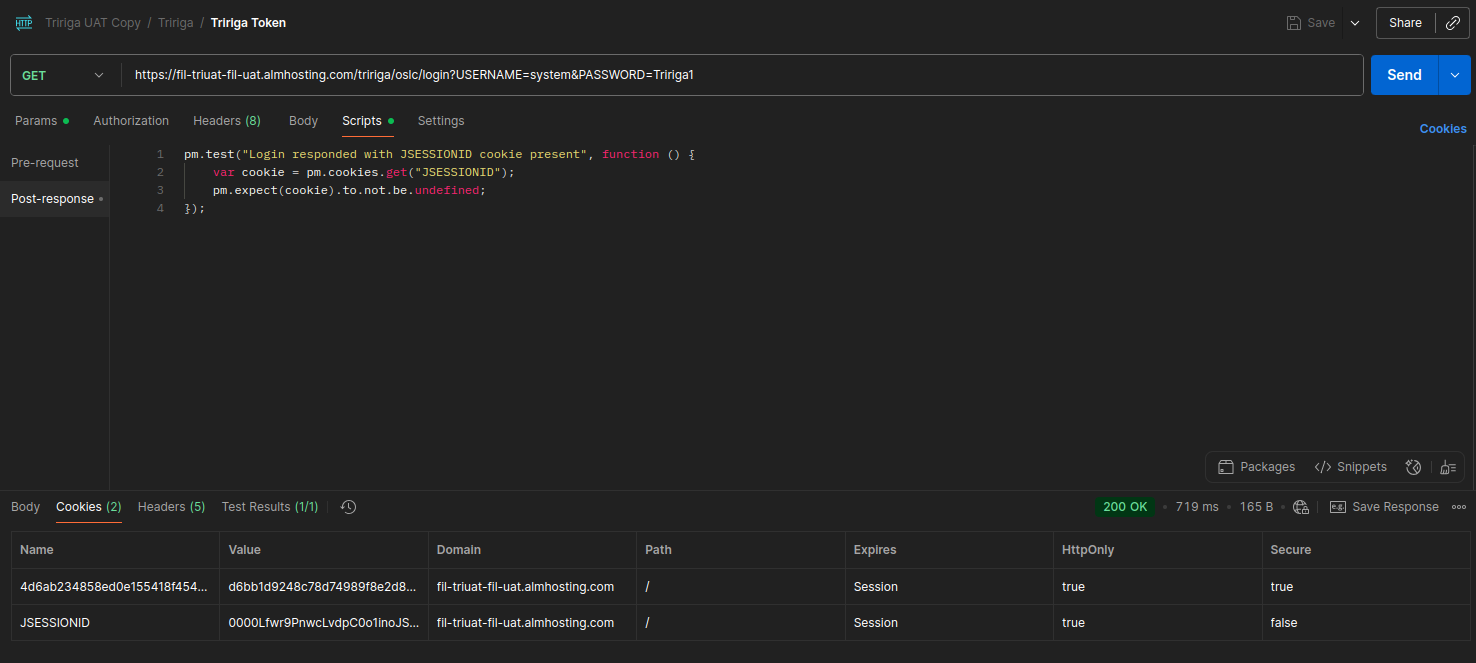 HTTP Tririga UAT Copy / Tririga / Tririga Token Save Share
GET https://fil-triuat-fil-uat.almhosting.com/tririga/oslc/login?USERNAME=system&PASSWORD=Tririga1 Send
Params Authorization Headers (8) Body Scripts Settings Cookies
Pre-request
Post-response
1 pm.test("Login responded with JSESSIONID cookie present", function () {
2 var cookie = pm.cookies.get("JSESSIONID");
3 pm.expect(cookie).to.not.be.undefined;
4 });
Packages </> Snippets
Body Cookies (2) Headers (5) Test Results (1/1) 200 OK • 719 ms • 165 B • e.g. Save Response
Name Value Domain Path Expires HttpOnly Secure
4d6ab234858ed0e155418f454... d6bb1d9248c78d74989f8e2d8... fil-triuat-fil-uat.almhosting.com / Session true true
JSESSIONID 0000Lfwr9PnwcLvdpC0o1inoJS... fil-triuat-fil-uat.almhosting.com / Session true false